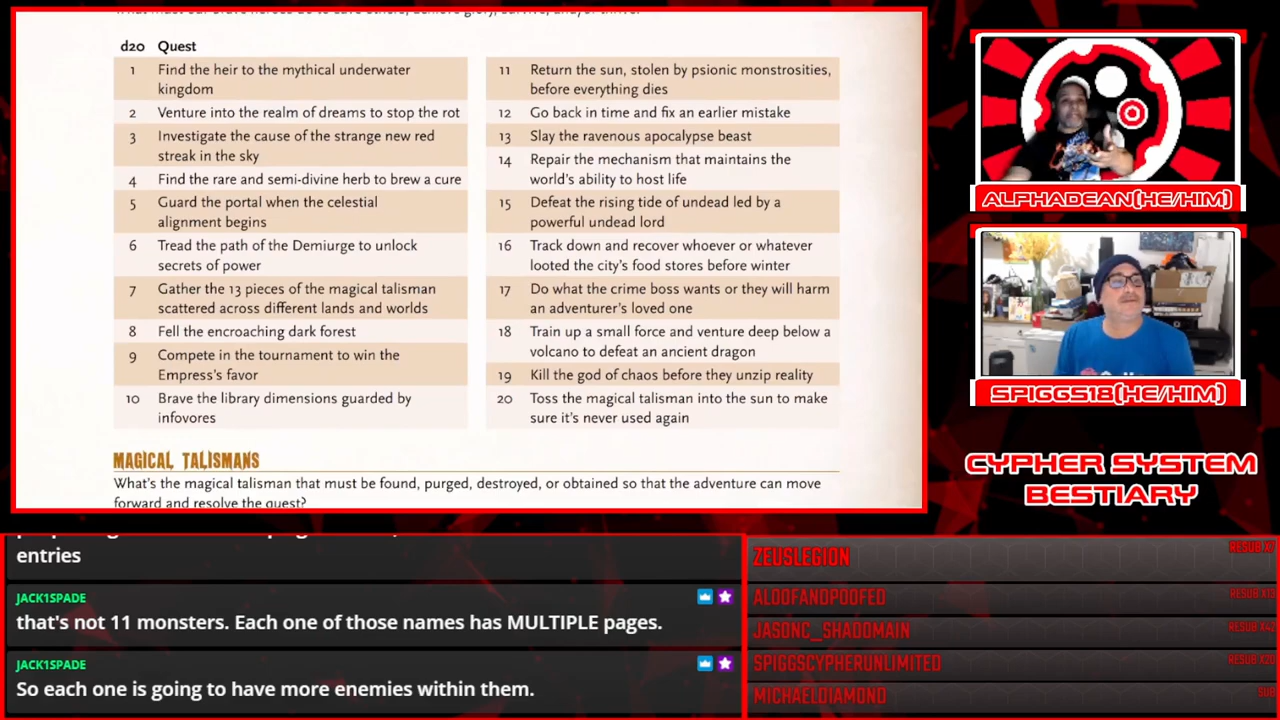 d20 Quest
1 Find the heir to the mythical underwater
kingdom
2 Venture into the realm of dreams to stop the rot
3 Investigate the cause of the strange new red
streak in the sky
4 Find the rare and semi-divine herb to brew a cure
5 Guard the portal when the celestial
alignment begins
6 Tread the path of the Demiurge to unlock
secrets of power
7 Gather the 13 pieces of the magical talisman
scattered across different lands and worlds
8 Fell the encroaching dark forest
9 Compete in the tournament to win the
Empress's favor
10 Brave the library dimensions guarded by
infovores
11 Return the sun, stolen by psionic monstrosities,
before everything dies
12 Go back in time and fix an earlier mistake
13 Slay the ravenous apocalypse beast
14 Repair the mechanism that maintains the
world's ability to host life
15 Defeat the rising tide of undead led by a
powerful undead lord
16 Track down and recover whoever or whatever
looted the city's food stores before winter
17 Do what the crime boss wants or they will harm
an adventurer's loved one
18 Train up a small force and venture deep below a
volcano to defeat an ancient dragon
19 Kill the god of chaos before they unzip reality
20 Toss the magical talisman into the sun to make
sure it's never used again
MAGICAL TALISMANS
What's the magical talisman that must be found, purged, destroyed, or obtained so that the adventure can move
forward and resolve the quest?
ALPHADEAN(HE/HIM)
SPIGGS18(HE/HIM)
CYPHER SYSTEM
BESTIARY
entries
JACK1SPADE
that's not 11 monsters. Each one of those names has MULTIPLE pages.
JACK1SPADE
So each one is going to have more enemies within them.
ZEUSLEGION
ALOOFANDPOOFED
JASONC_SHADOMAIN
SPIGGSCYPHERUNLIMITED
MICHAELDIAMOND
SUB